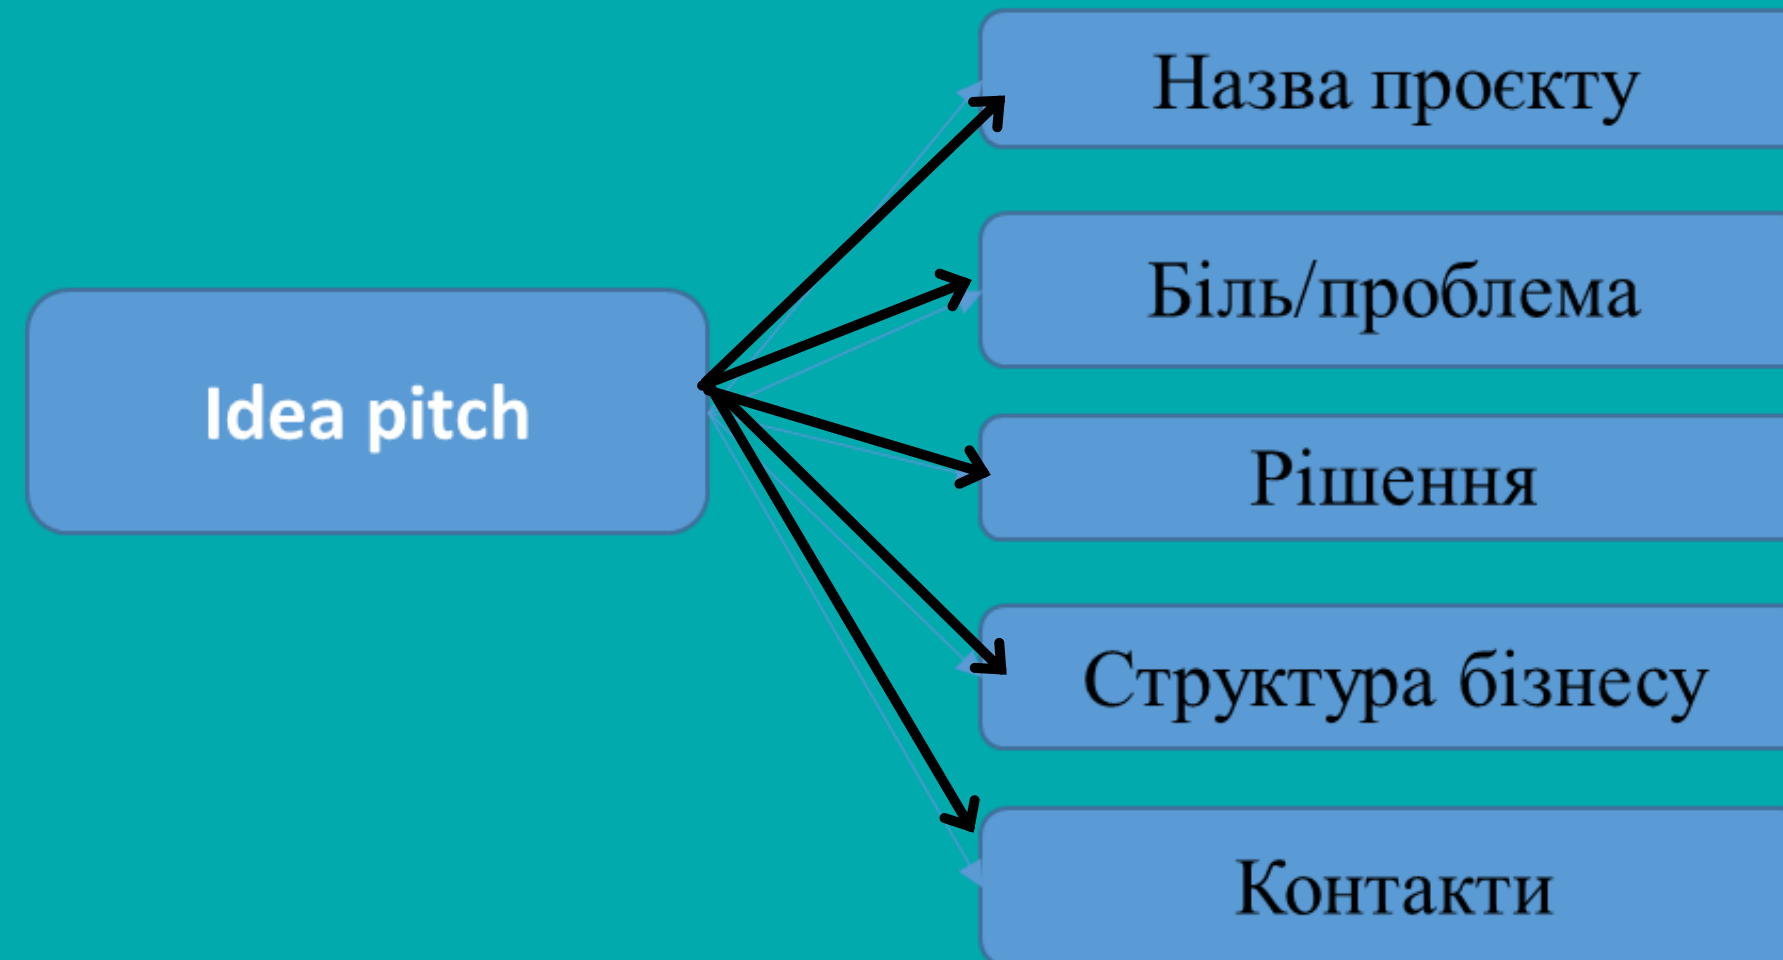 Idea pitch
Назва проєкту
Біль/проблема
Рішення
Структура бізнесу
Контакти